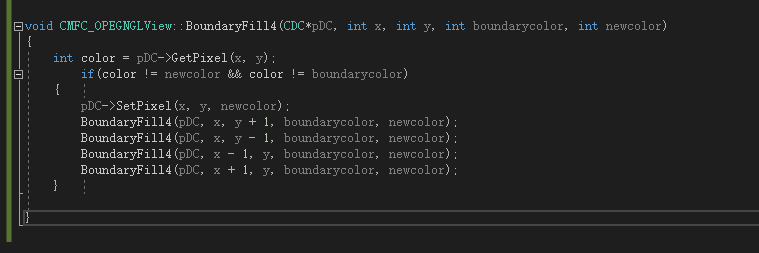 void CMFC_OPEGNGLView::BoundaryFill4(CDC*pDC, int x, int y, int boundarycolor, int newcolor)
{
int color = pDC->GetPixel(x, y);
if(color != newcolor && color != boundarycolor)
{
pDC->SetPixel(x, y, newcolor);
BoundaryFill4(pDC, x, y + 1, boundarycolor, newcolor);
BoundaryFill4(pDC, x, y - 1, boundarycolor, newcolor);
BoundaryFill4(pDC, x - 1, y, boundarycolor, newcolor);
BoundaryFill4(pDC, x + 1, y, boundarycolor, newcolor);
}
}